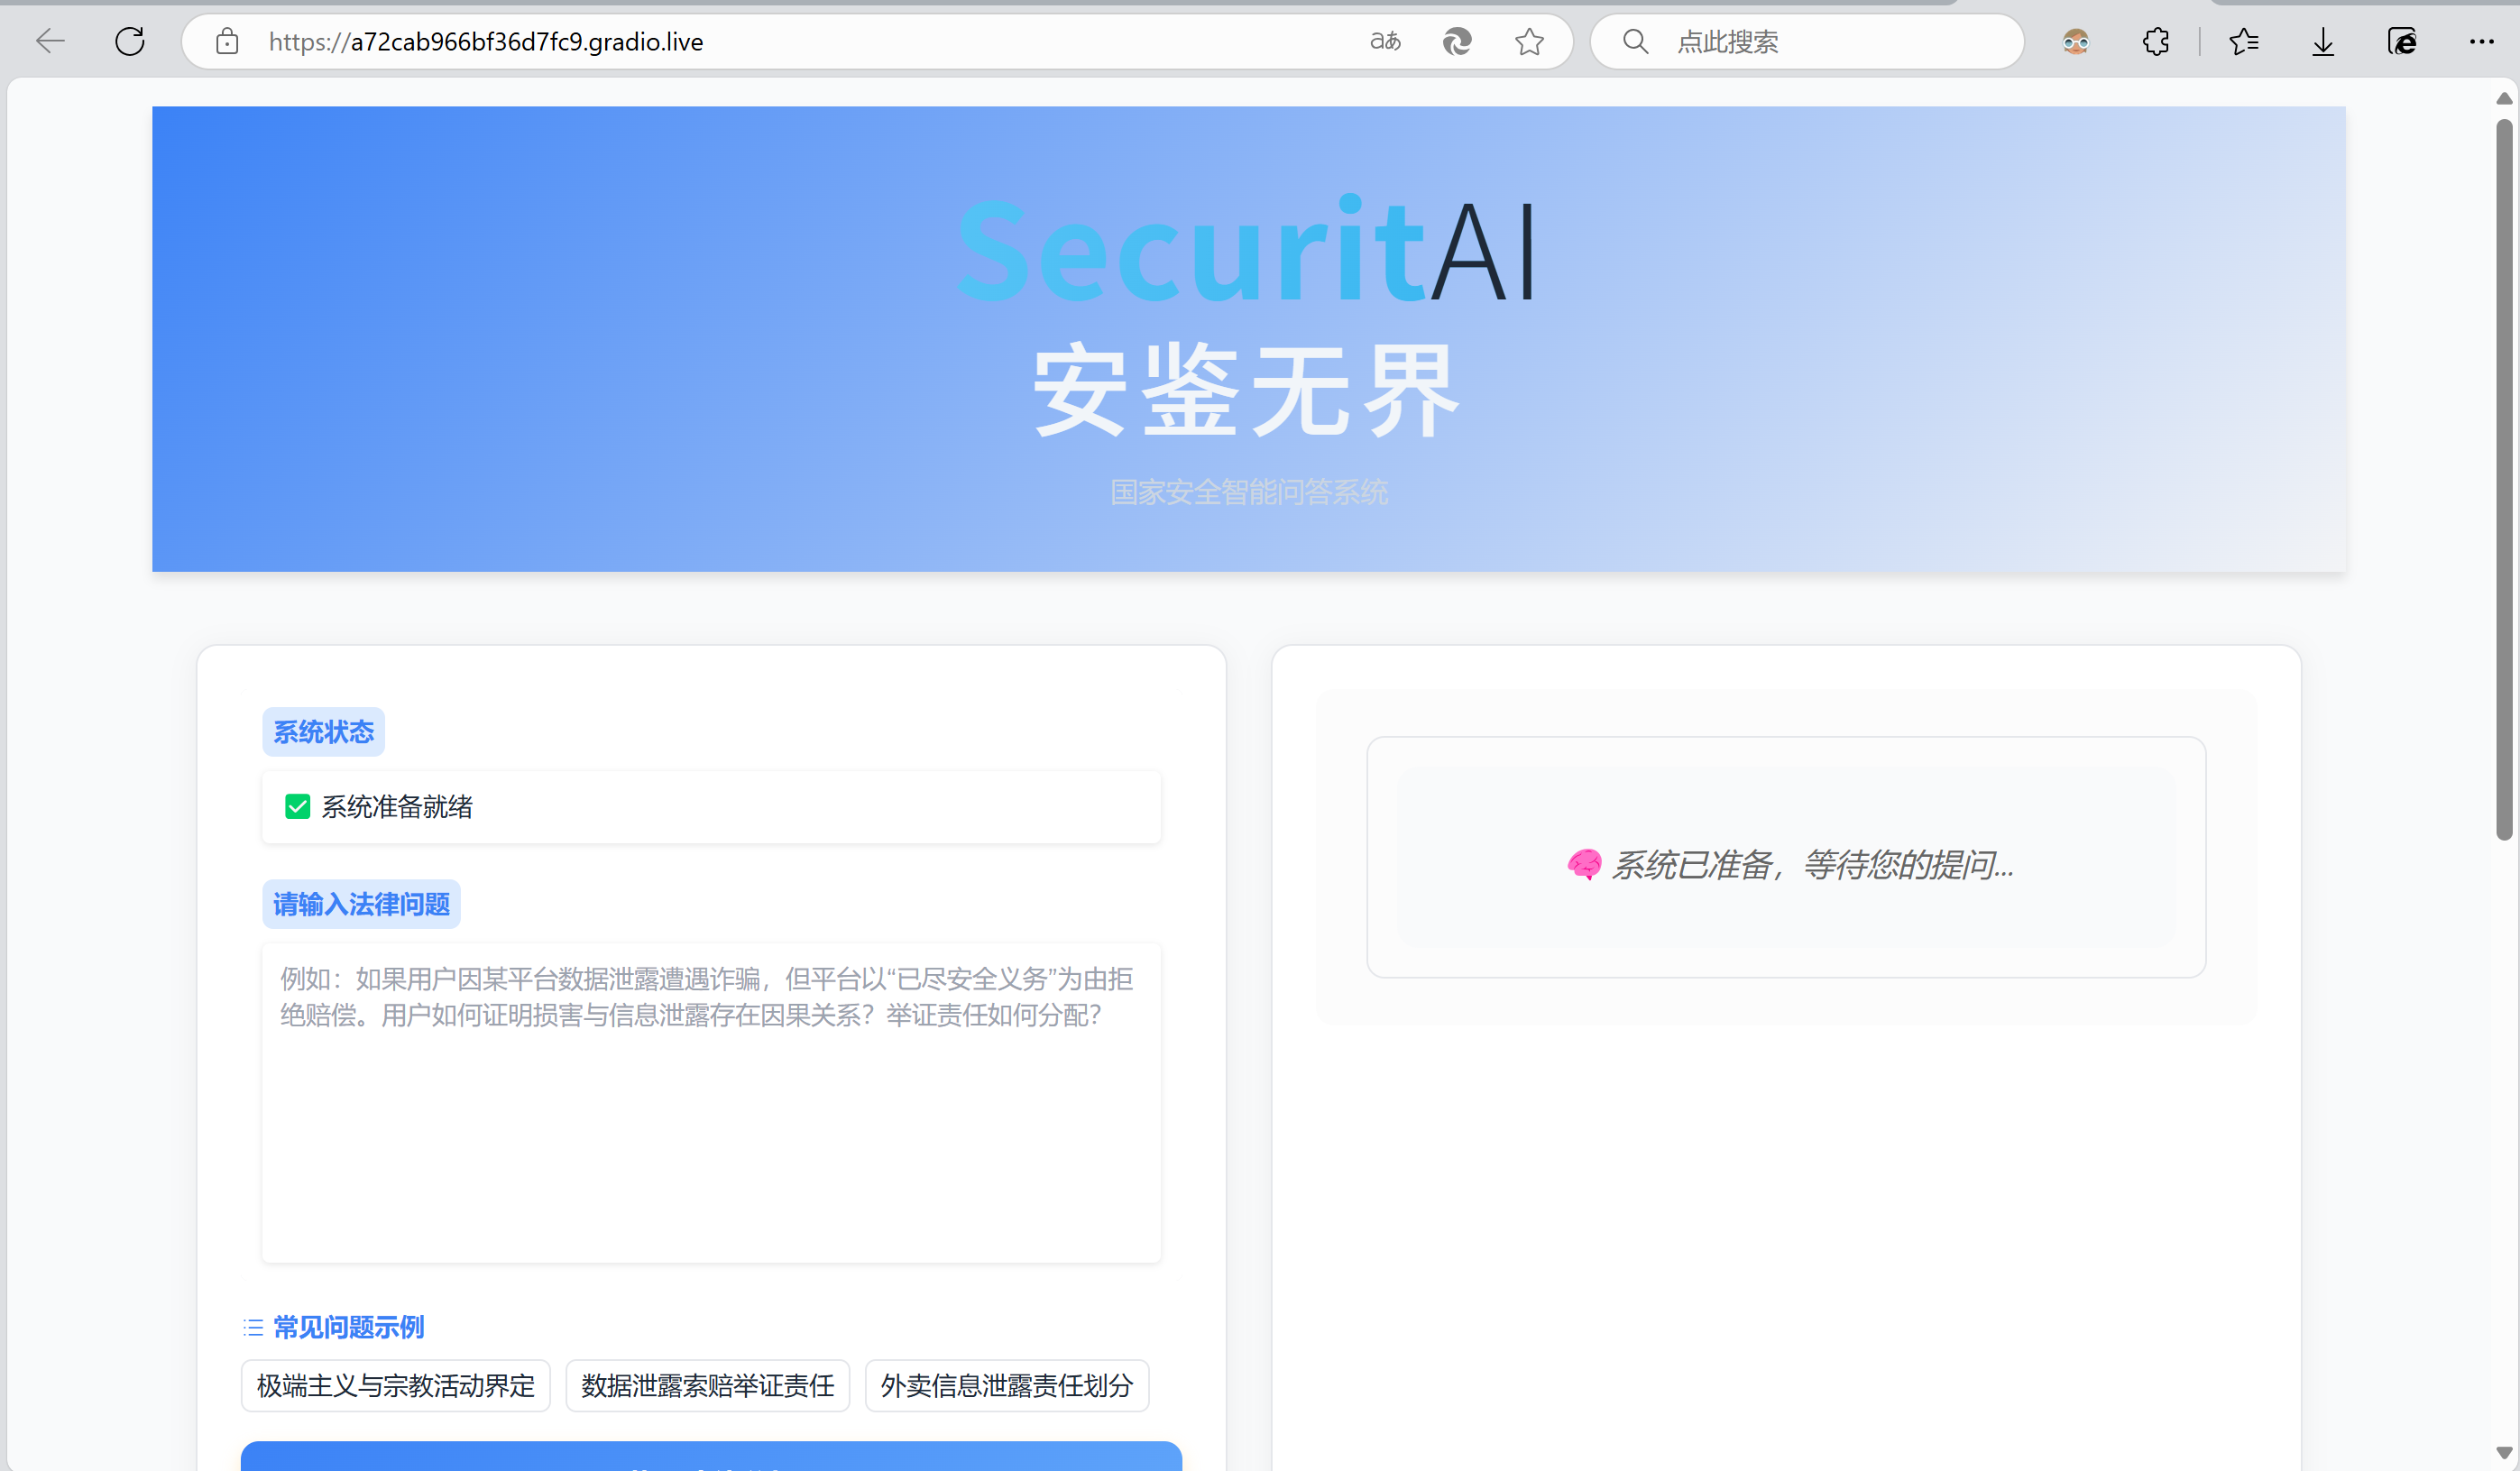 https://a72cab966bf36d7fc9.gradio.live
aあ
点此搜索
SecuritAI
安鉴无界
国家安全智能问答系统
系统状态
系统准备就绪
请输入法律问题
例如：如果用户因某平台数据泄露遭遇诈骗，但平台以“已尽安全义务”为由拒
绝赔偿。用户如何证明损害与信息泄露存在因果关系？举证责任如何分配？
常见问题示例
极端主义与宗教活动界定
数据泄露索赔举证责任
外卖信息泄露责任划分
系统已准备，等待您的提问...